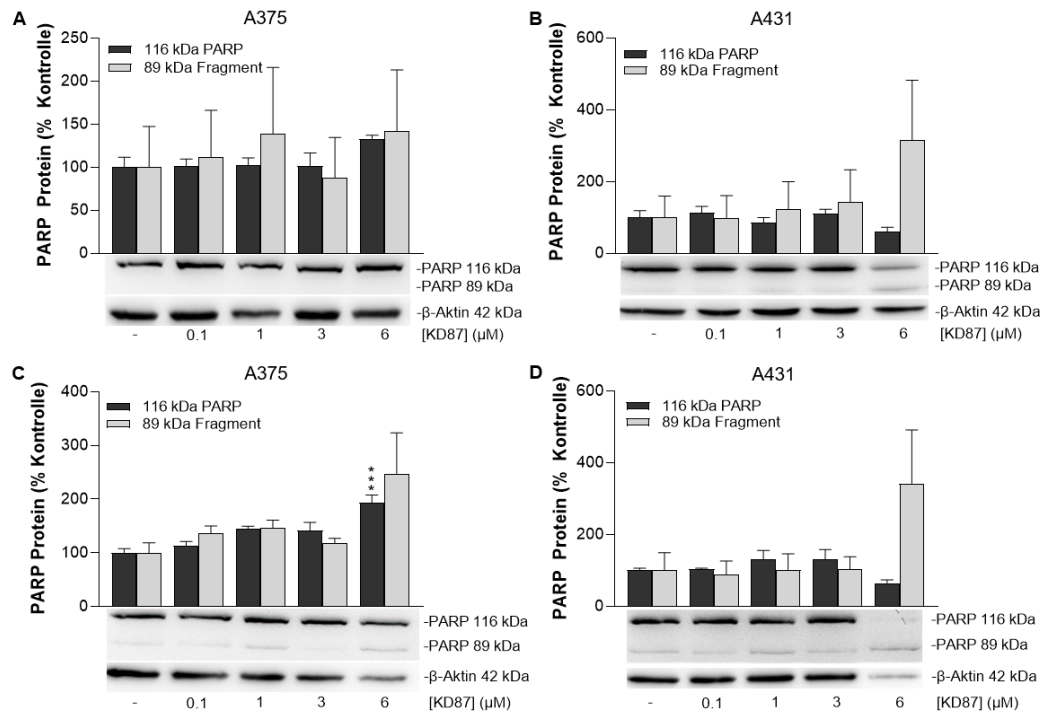 A
A375
PARP Protein (% Kontrolle)
250
200
150
100
50
0
116 kDa PARP
89 kDa Fragment
-PARP 116 kDa
-PARP 89 kDa
-β-Aktin 42 kDa
- 0.1 1 3 6 [KD87] (µM)
B
A431
PARP Protein (% Kontrolle)
600
400
200
0
116 kDa PARP
89 kDa Fragment
-PARP 116 kDa
-PARP 89 kDa
-β-Aktin 42 kDa
- 0.1 1 3 6 [KD87] (µM)
C
A375
PARP Protein (% Kontrolle)
400
300
200
100
0
116 kDa PARP
89 kDa Fragment
***
-PARP 116 kDa
-PARP 89 kDa
-β-Aktin 42 kDa
- 0.1 1 3 6 [KD87] (µM)
D
A431
PARP Protein (% Kontrolle)
600
400
200
0
116 kDa PARP
89 kDa Fragment
-PARP 116 kDa
-PARP 89 kDa
-β-Aktin 42 kDa
- 0.1 1 3 6 [KD87] (µM)